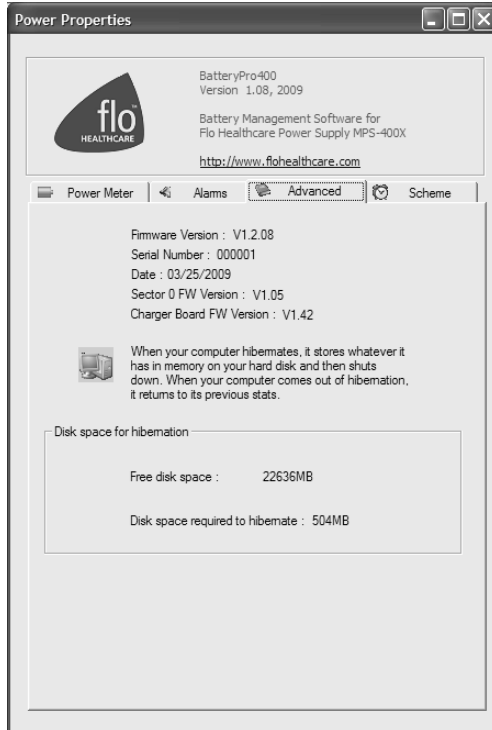 Power Properties
flo
HEALTHCARE
BatteryPro400
Version 1.08, 2009
Battery Management Software for
Flo Healthcare Power Supply MPS-400X
http://www.flohealthcare.com
Power Meter Alarms Advanced Scheme
Firmware Version : V1.2.08
Serial Number : 000001
Date : 03/25/2009
Sector 0 FW Version : V1.05
Charger Board FW Version : V1.42
When your computer hibernates, it stores whatever it
has in memory on your hard disk and then shuts
down. When your computer comes out of hibernation,
it returns to its previous stats.
Disk space for hibernation
Free disk space : 22636MB
Disk space required to hibernate : 504MB